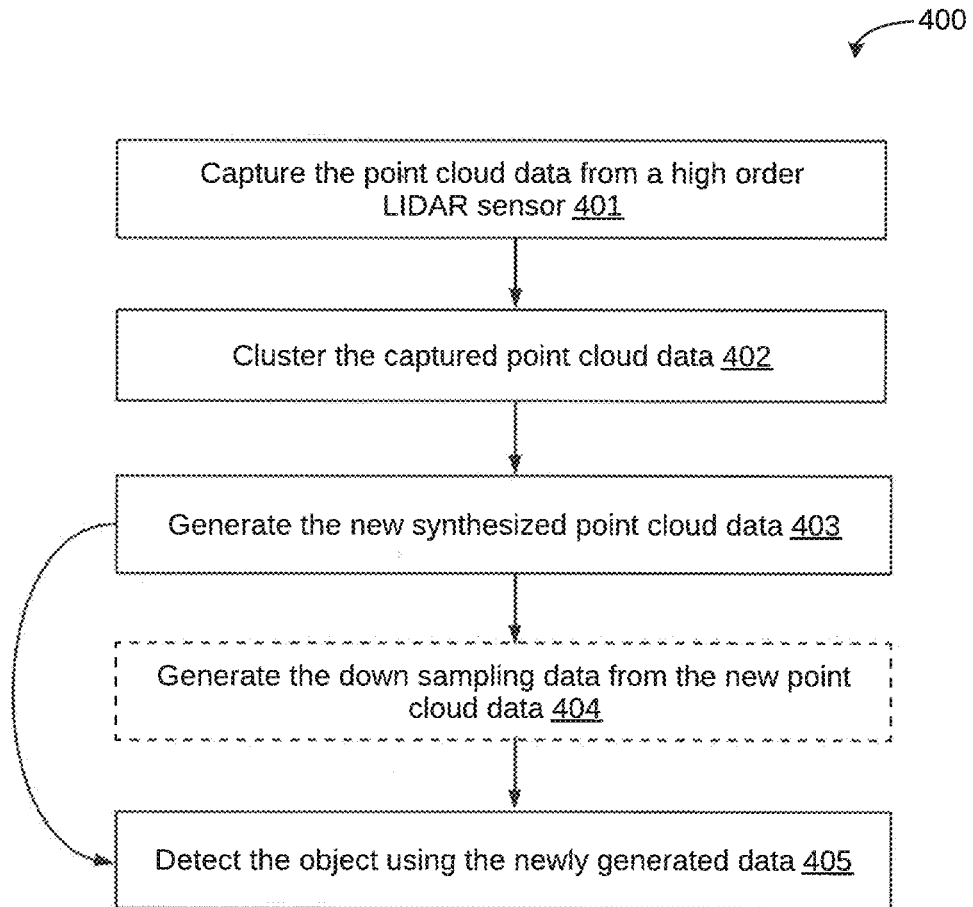 400
Capture the point cloud data from a high order
LIDAR sensor 401
Cluster the captured point cloud data 402
Generate the new synthesized point cloud data 403
Generate the down sampling data from the new point
cloud data 404
Detect the object using the newly generated data 405